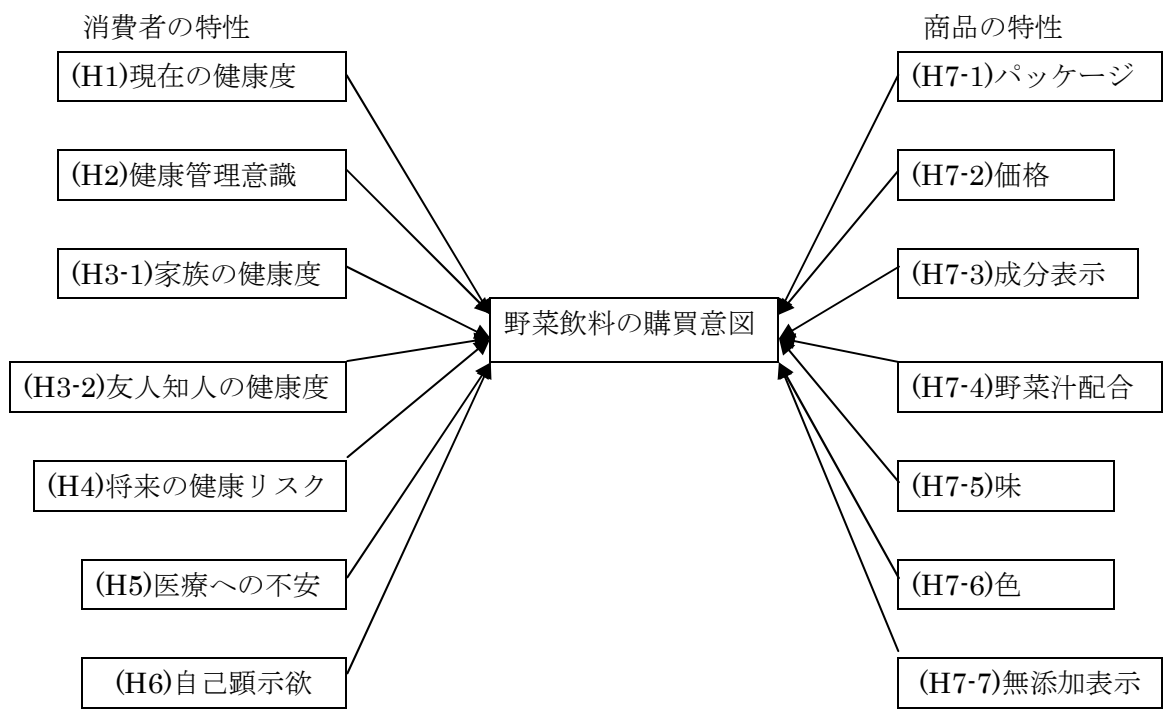 消費者の特性
(H1)現在の健康度
(H2)健康管理意識
(H3-1)家族の健康度
(H3-2)友人知人の健康度
(H4)将来の健康リスク
(H5)医療への不安
(H6)自己顕示欲
野菜飲料の購買意図
商品の特性
(H7-1)パッケージ
(H7-2)価格
(H7-3)成分表示
(H7-4)野菜汁配合
(H7-5)味
(H7-6)色
(H7-7)無添加表示